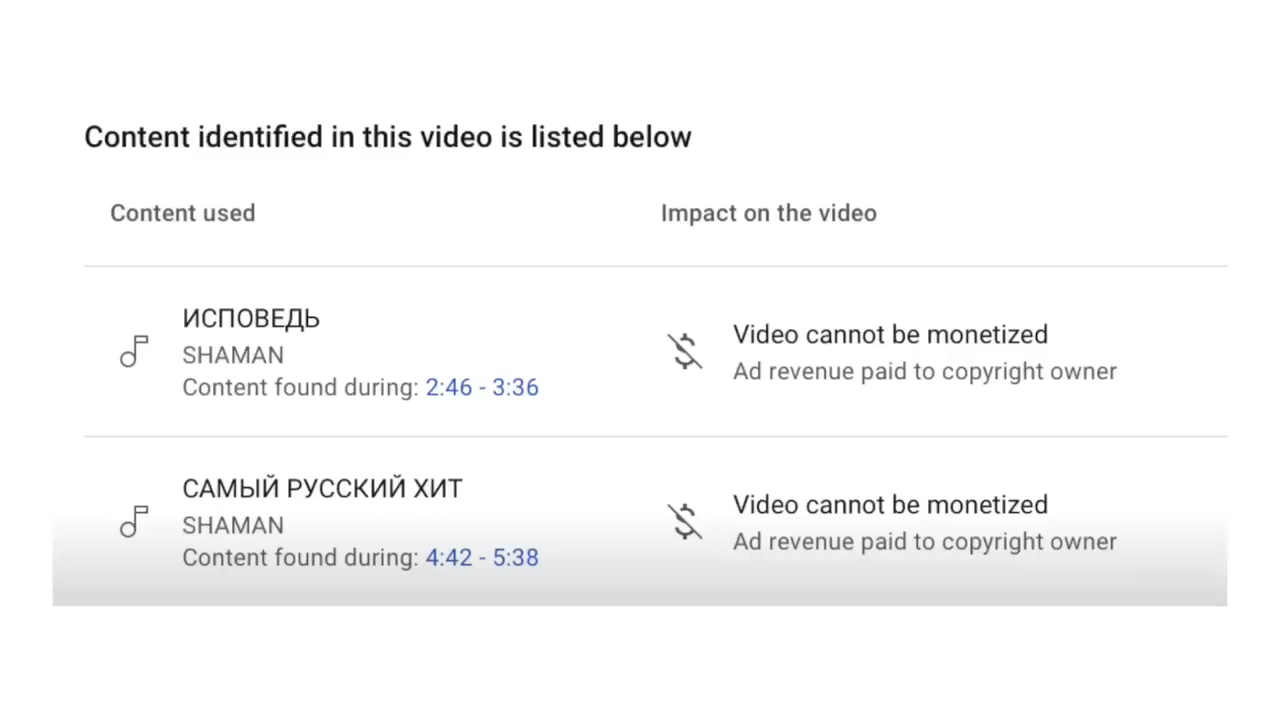 Content identified in this video is listed below
Content used
Impact on the video
ИСПОВЕДЬ
SHAMAN
Content found during: 2:46 - 3:36
Video cannot be monetized
Ad revenue paid to copyright owner
САМЫЙ РУССКИЙ ХИТ
SHAMAN
Content found during: 4:42 - 5:38
Video cannot be monetized
Ad revenue paid to copyright owner